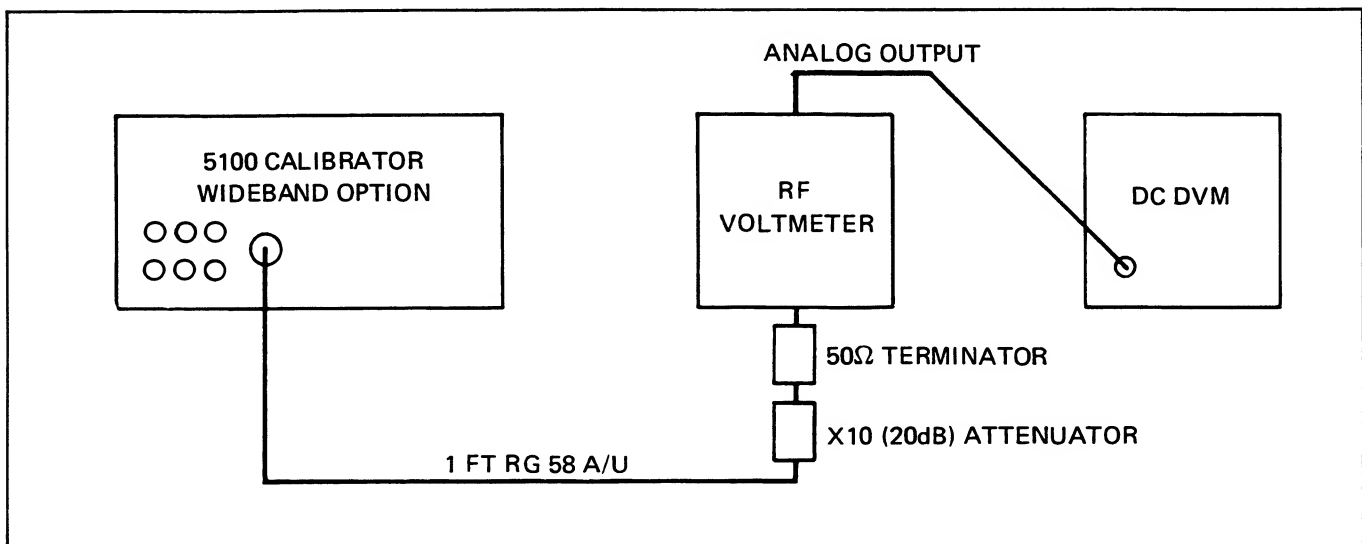 ANALOG OUTPUT
5100 CALIBRATOR
WIDEBAND OPTION
RF
VOLTMETER
DC DVM
50Ω TERMINATOR
X10 (20dB) ATTENUATOR
1 FT RG 58 A/U